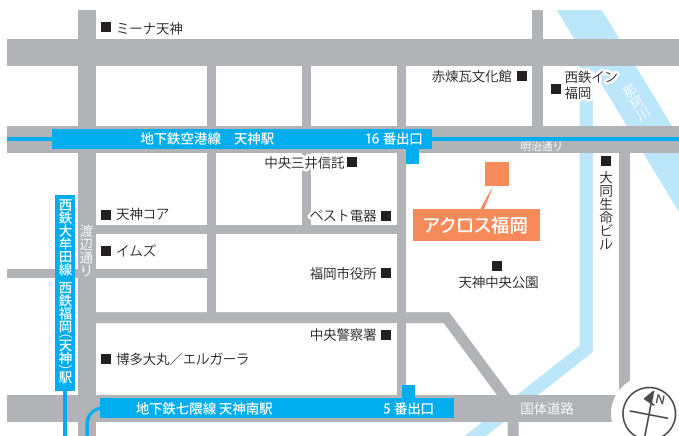 ミーナ天神
赤煉瓦文化館
西鉄イン
福岡
那珂川
地下鉄空港線 天神駅
16番出口
明治通り
中央三井信託
大同生命ビル
天神コア
ベスト電器
アクロス福岡
渡辺通り
西鉄大牟田線 西鉄福岡(天神)駅
イムズ
福岡市役所
天神中央公園
中央警察署
博多大丸／エルガーラ
地下鉄七隈線 天神南駅
5番出口
国体道路
N